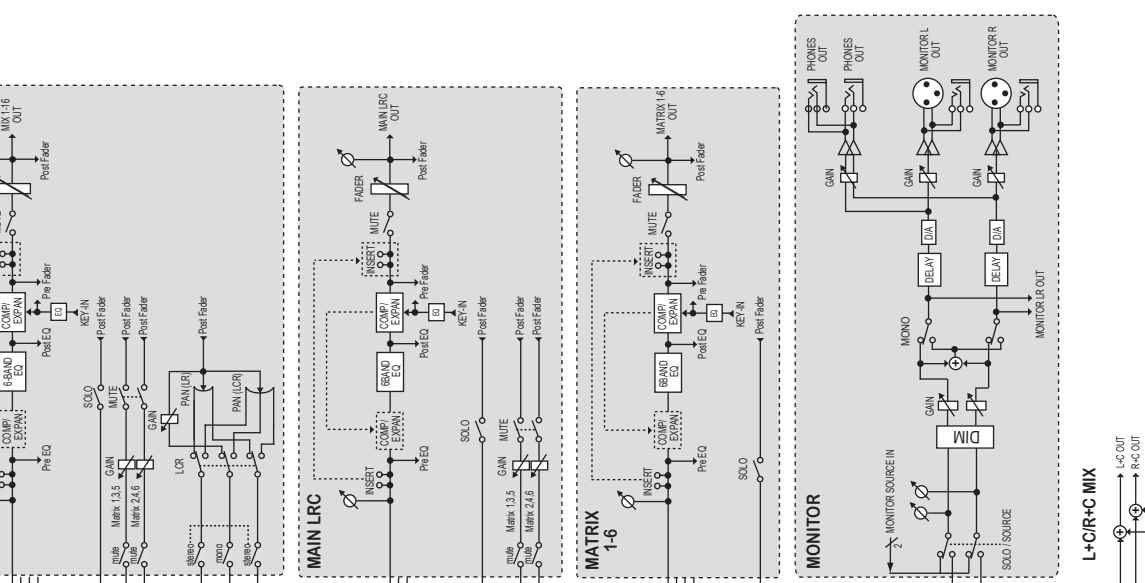 MIX 1-16
OUT
Post Fader
COMP/
EXPAN
Pre Fader
EQ
KEY-IN
Post EQ
6-BAND
EQ
COMP/
EXPAN
Pre EQ
Post Fader
Post Fader
Post Fader
SOLO
MUTE
GAIN
Matrix 1,3,5
Matrix 2,4,6
mute
mute
Post Fader
GAIN
PAN (LR)
PAN (LCR)
LCR
stereo
mono
stereo
MAIN LRC
MAIN LRC
OUT
Post Fader
FADER
MUTE
INSERT
Pre Fader
COMP/
EXPAN
EQ
KEY-IN
Post EQ
6BAND
EQ
COMP/
EXPAN
Pre EQ
INSERT
Post Fader
Post Fader
Post Fader
SOLO
MUTE
GAIN
Matrix 1,3,5
Matrix 2,4,6
mute
mute
MATRIX
1-6
MATRIX 1-6
OUT
Post Fader
FADER
MUTE
INSERT
Pre Fader
COMP/
EXPAN
EQ
KEY-IN
Post EQ
6BAND
EQ
COMP/
EXPAN
Pre EQ
INSERT
Post Fader
SOLO
MONITOR
PHONES
OUT
PHONES
OUT
MONITOR L
OUT
MONITOR R
OUT
GAIN
GAIN
GAIN
D/A
D/A
DELAY
DELAY
MONITOR LR OUT
MONO
GAIN
DIM
MONITOR SOURCE IN
2
SOLO / SOURCE
L+C/R+C MIX
L+C OUT
R+C OUT